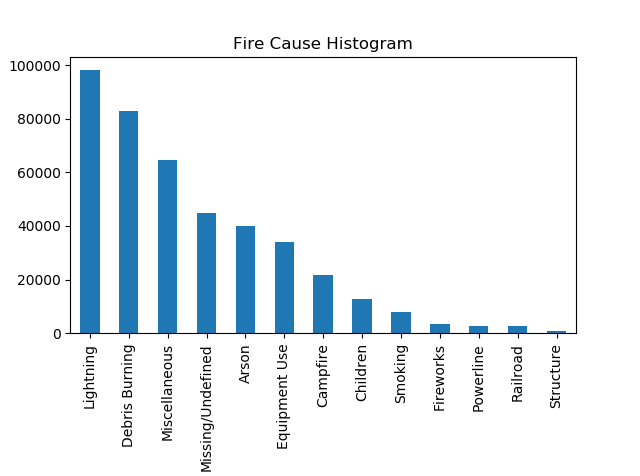 Fire Cause Histogram
100000
80000
60000
40000
20000
0
Lightning
Debris Burning
Miscellaneous
Missing/Undefined
Arson
Equipment Use
Campfire
Children
Smoking
Fireworks
Powerline
Railroad
Structure